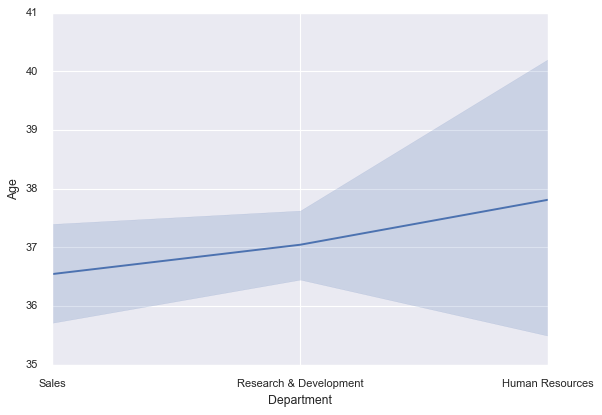 41
40
39
38
37
36
35
Age
Sales
Research & Development
Human Resources
Department